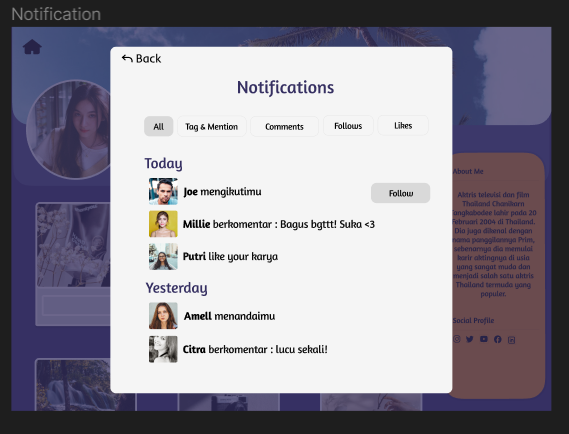 Notification
Back
Notifications
All
Tag & Mention
Comments
Follows
Likes
Today
Joe mengikutimu
Follow
Millie berkomentar : Bagus bgttt! Suka <3
Putri like your karya
Yesterday
Amell menandaimu
Citra berkomentar : lucu sekali!
About Me
Aktris televisi dan film
Thailand Chanikarn
lahir pada 20
Februari 2004 di Thailand.
Dia juga dikenal dengan
nama panggilannya Prim,
sebenarnya dia memulai
karir aktingnya di usia
yang sangat muda dan
menjadi salah satu aktris
Thailand termuda yang
populer.
Social Profile